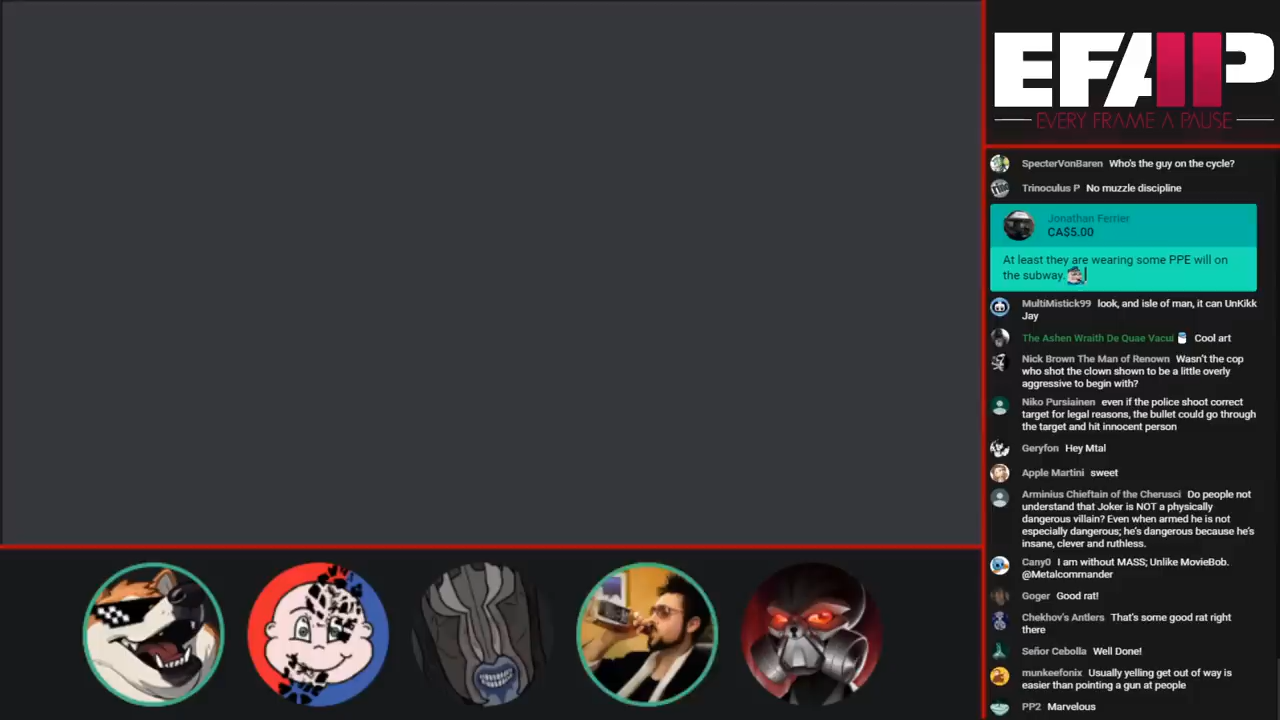 EFAP
EVERY FRAME A PAUSE
SpecterVonBaren Who's the guy on the cycle?
Trinoculus P No muzzle discipline
Jonathan Ferrier
CA$5.00
At least they are wearing some PPE will on
the subway.
MultiMistick99 look, and isle of man, it can UnKikk
Jay
The Ashen Wraith De Quae Vacui Cool art
Nick Brown The Man of Renown Wasn't the cop
who shot the clown shown to be a little overly
aggressive to begin with?
Niko Pursiainen even if the police shoot correct
target for legal reasons, the bullet could go through
the target and hit innocent person
Geryfon Hey Mtal
Apple Martini sweet
Arminius Chieftain of the Cherusci Do people not
understand that Joker is NOT a physically
dangerous villain? Even when armed he is not
especially dangerous; he's dangerous because he's
insane, clever and ruthless.
Cany0 I am without MASS; Unlike MovieBob.
@Metalcommander
Goger Good rat!
Chekhov's Antlers That's some good rat right
there
Señor Cebolla Well Done!
munkeefonix Usually yelling get out of way is
easier than pointing a gun at people
PP2 Marvelous